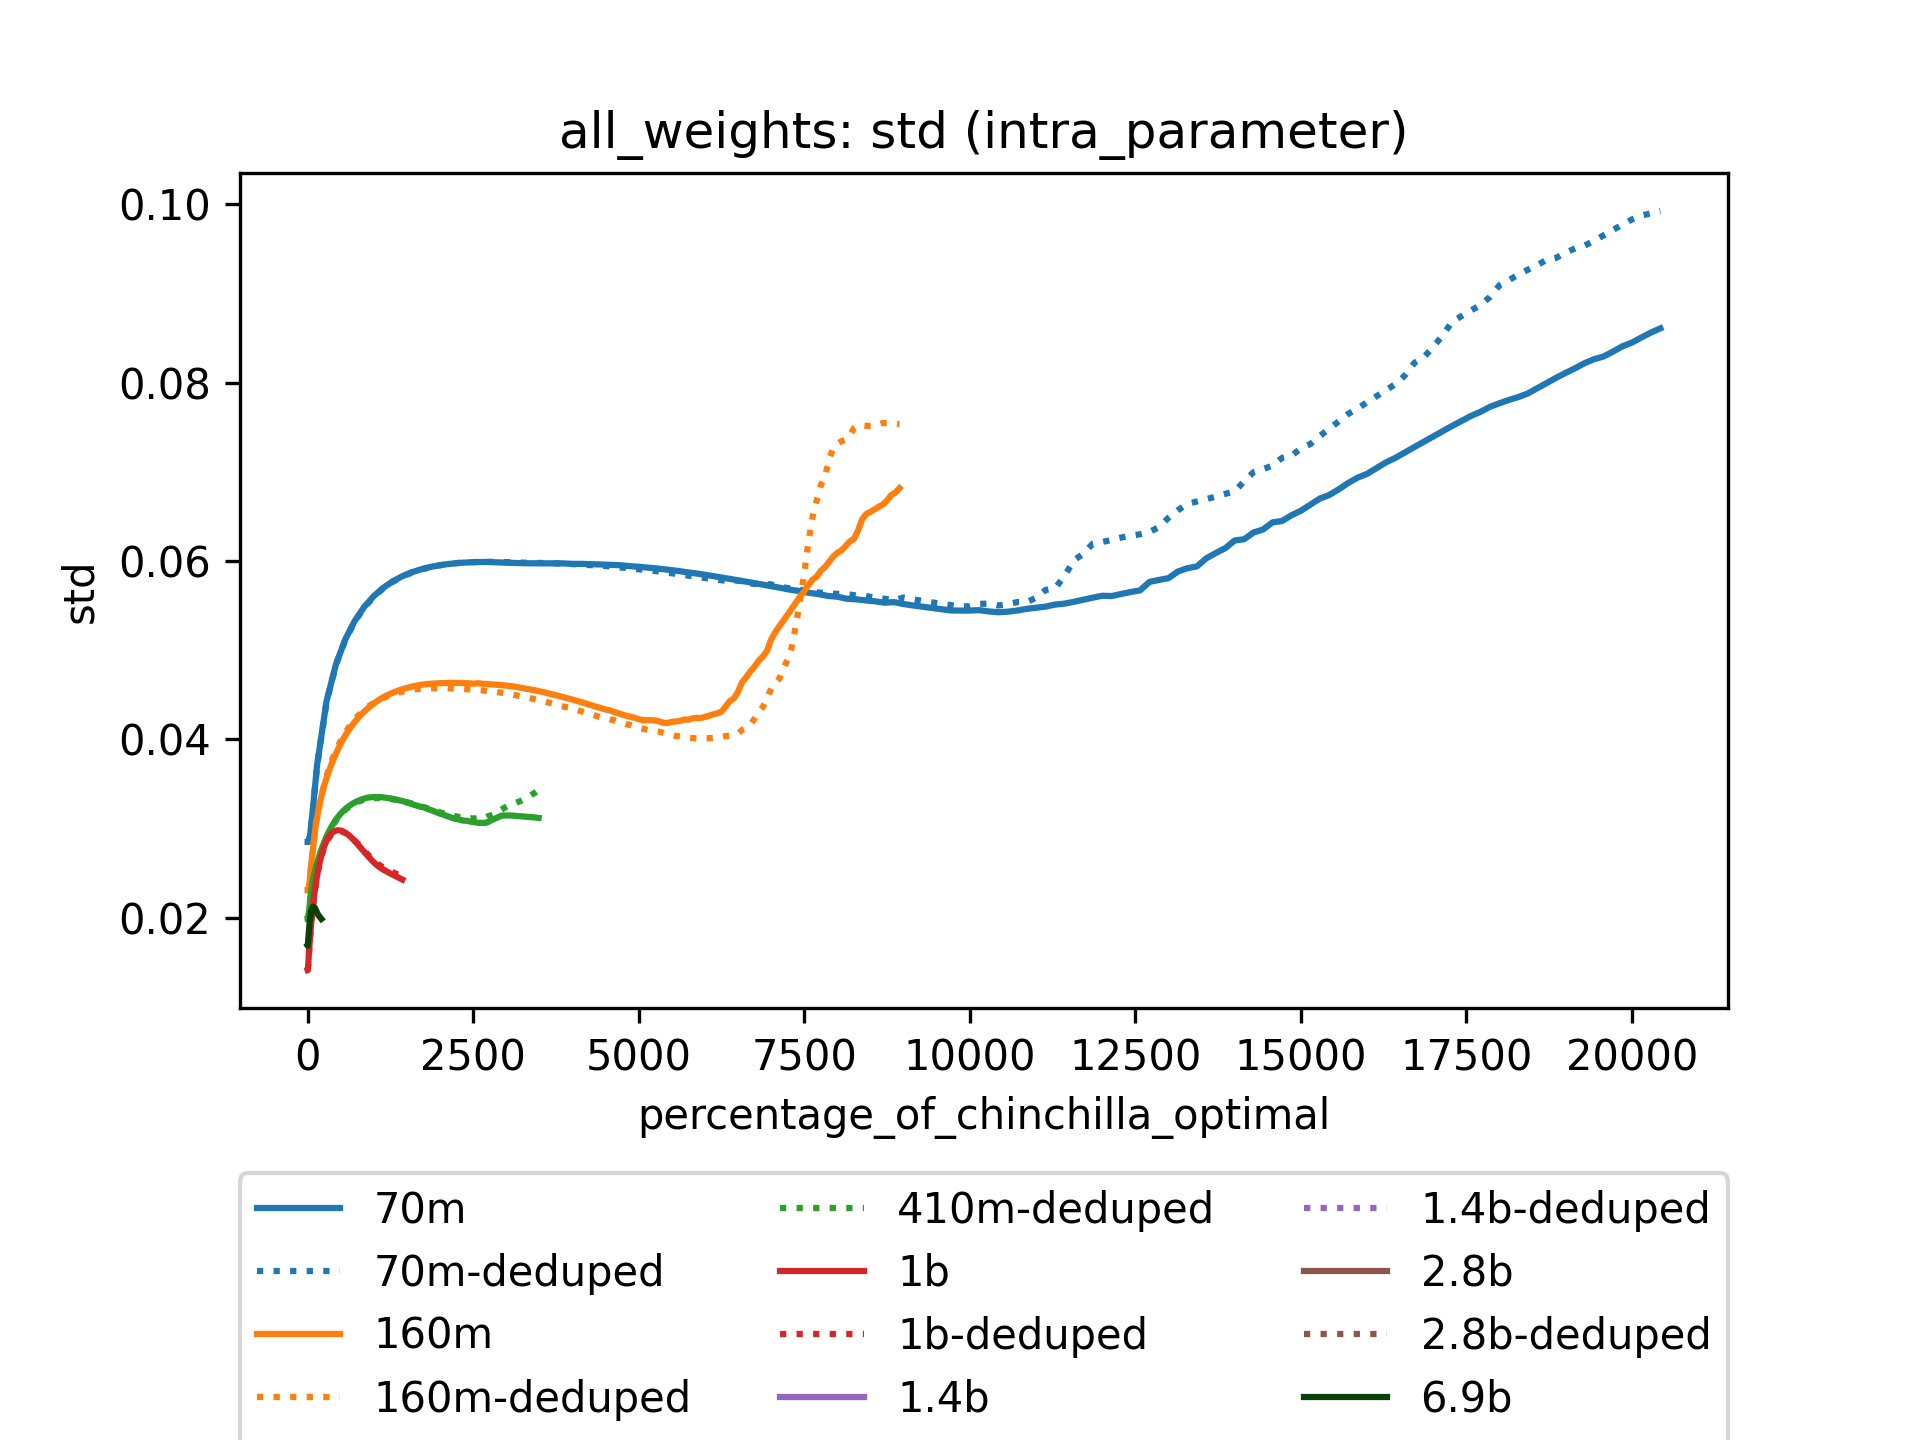 all_weights: std (intra_parameter)
0.10
0.08
0.06
0.04
0.02
std
0 2500 5000 7500 10000 12500 15000 17500 20000
percentage_of_chinchilla_optimal
70m 410m-deduped 1.4b-deduped
70m-deduped 1b 2.8b
160m 1b-deduped 2.8b-deduped
160m-deduped 1.4b 6.9b